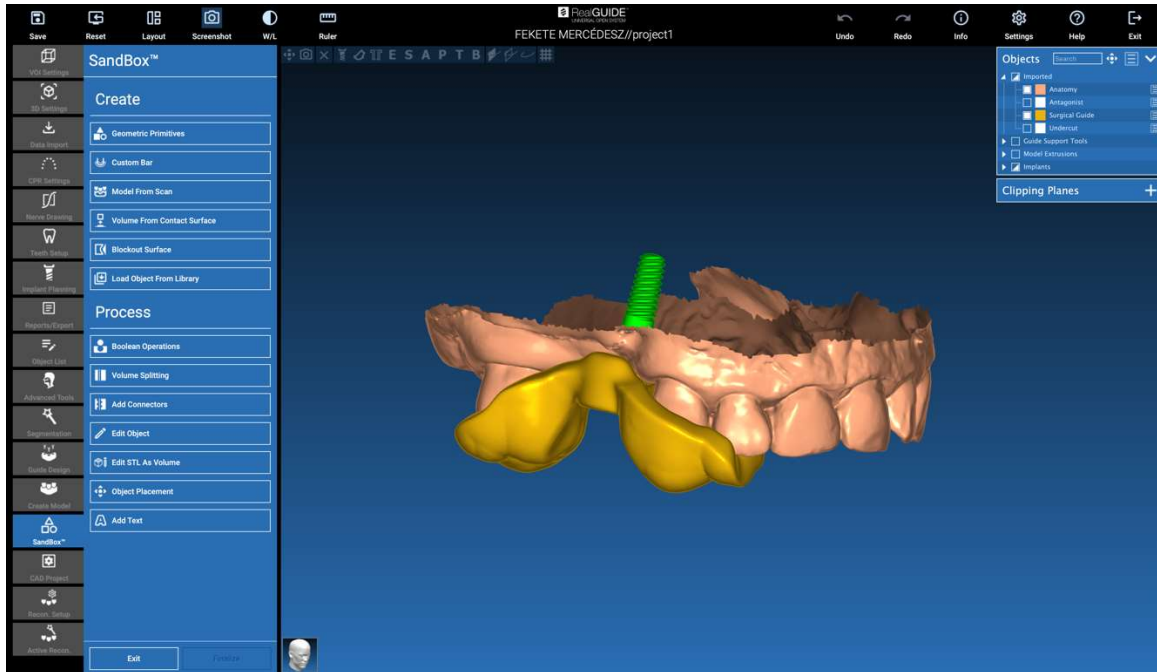 RealGUIDE
UNIVERSAL OPEN SYSTEM
Save
Reset
Layout
Screenshot
W/L
Ruler
FEKETE MERCÉDESZ//project1
Undo
Redo
Info
Settings
Help
Exit
VOI Settings
3D Settings
Data Import
CPR Settings
Nerve Drawing
Teeth Setup
Implant Planning
Reports/Export
Object List
Advanced Tools
Segmentation
Guide Design
Create Model
SandBox™
CAD Project
Recon. Setup
Active Recon.
SandBox™
Create
Geometric Primitives
Custom Bar
Model From Scan
Volume From Contact Surface
Blockout Surface
Load Object From Library
Process
Boolean Operations
Volume Splitting
Add Connectors
Edit Object
Edit STL As Volume
Object Placement
Add Text
Exit
E S A P T B
Objects
Search
Imported
Anatomy
Antagonist
Surgical Guide
Undercut
Guide Support Tools
Model Extrusions
Implants
Clipping Planes